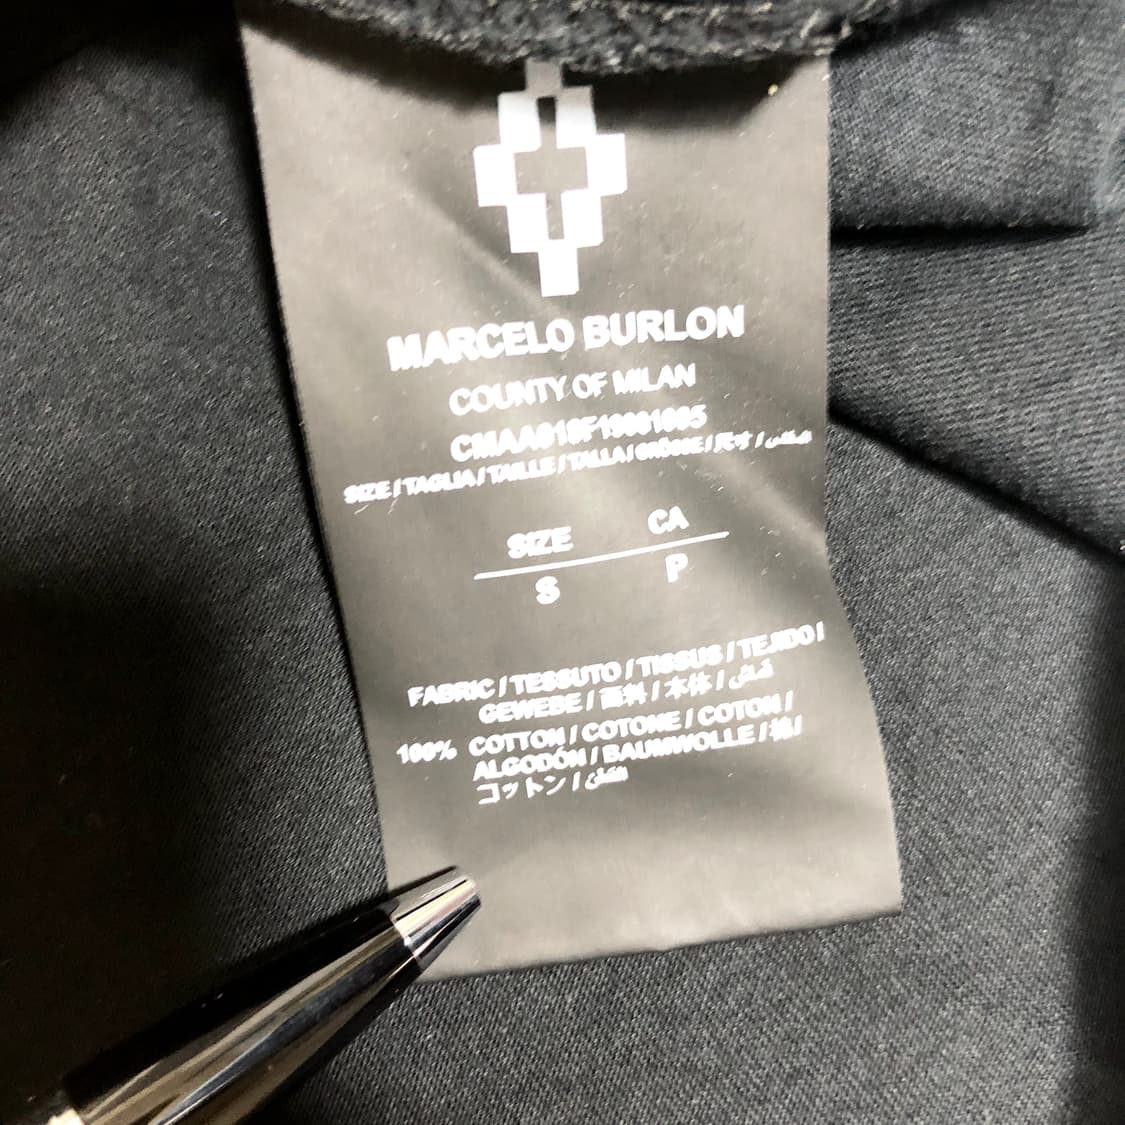 MARCELO BURLON
COUNTY OF MILAN
SIZE / TAGLIA / TAILLE / TALLA / GRÖSSE / 尺寸 /
SIZE CA
S P
FABRIC / TESSUTO / TISSUS / TEJIDO /
GEWEBE / 面料 / 本体 /
100% COTTON / COTONE / COTON /
ALGODÓN / BAUMWOLLE / 棉 /
コットン /